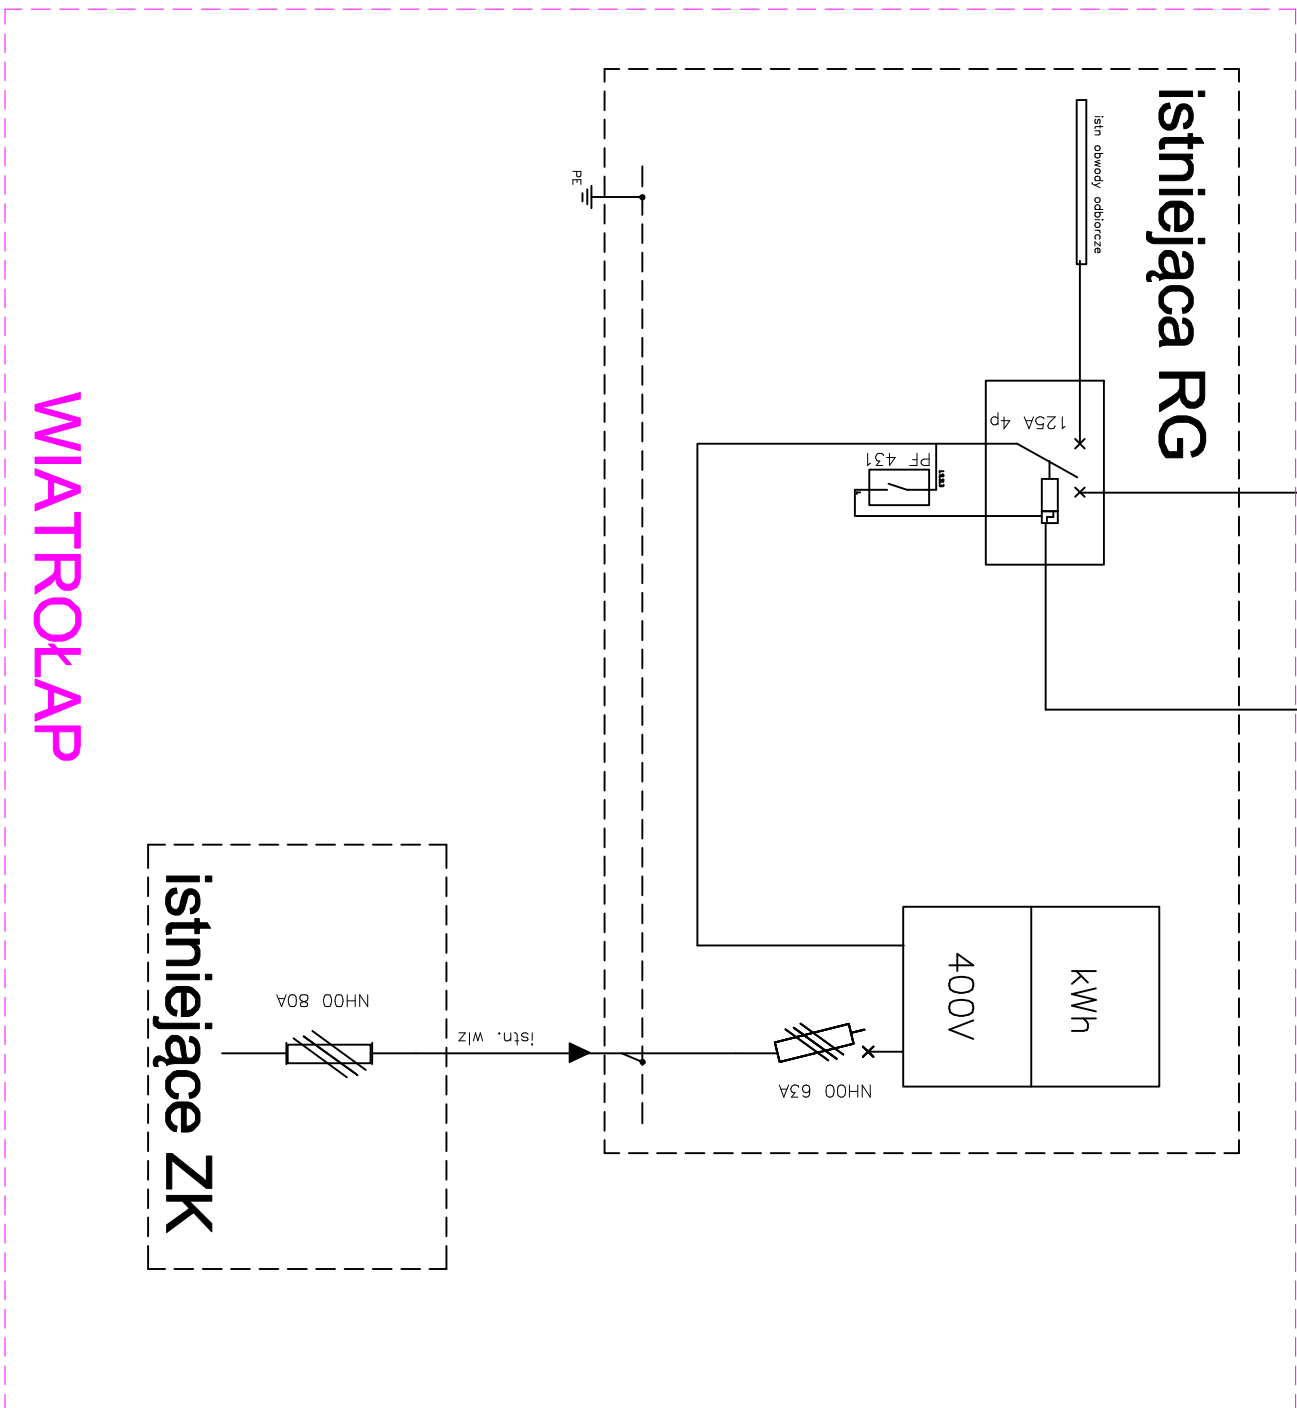 istniejąca RG
istn obwody odbiorcze
PE
125A 4p
PF 431
WIATROŁAP
kWh
400V
NH00 63A
istn. wlz
NH00 80A
istniejące ZK